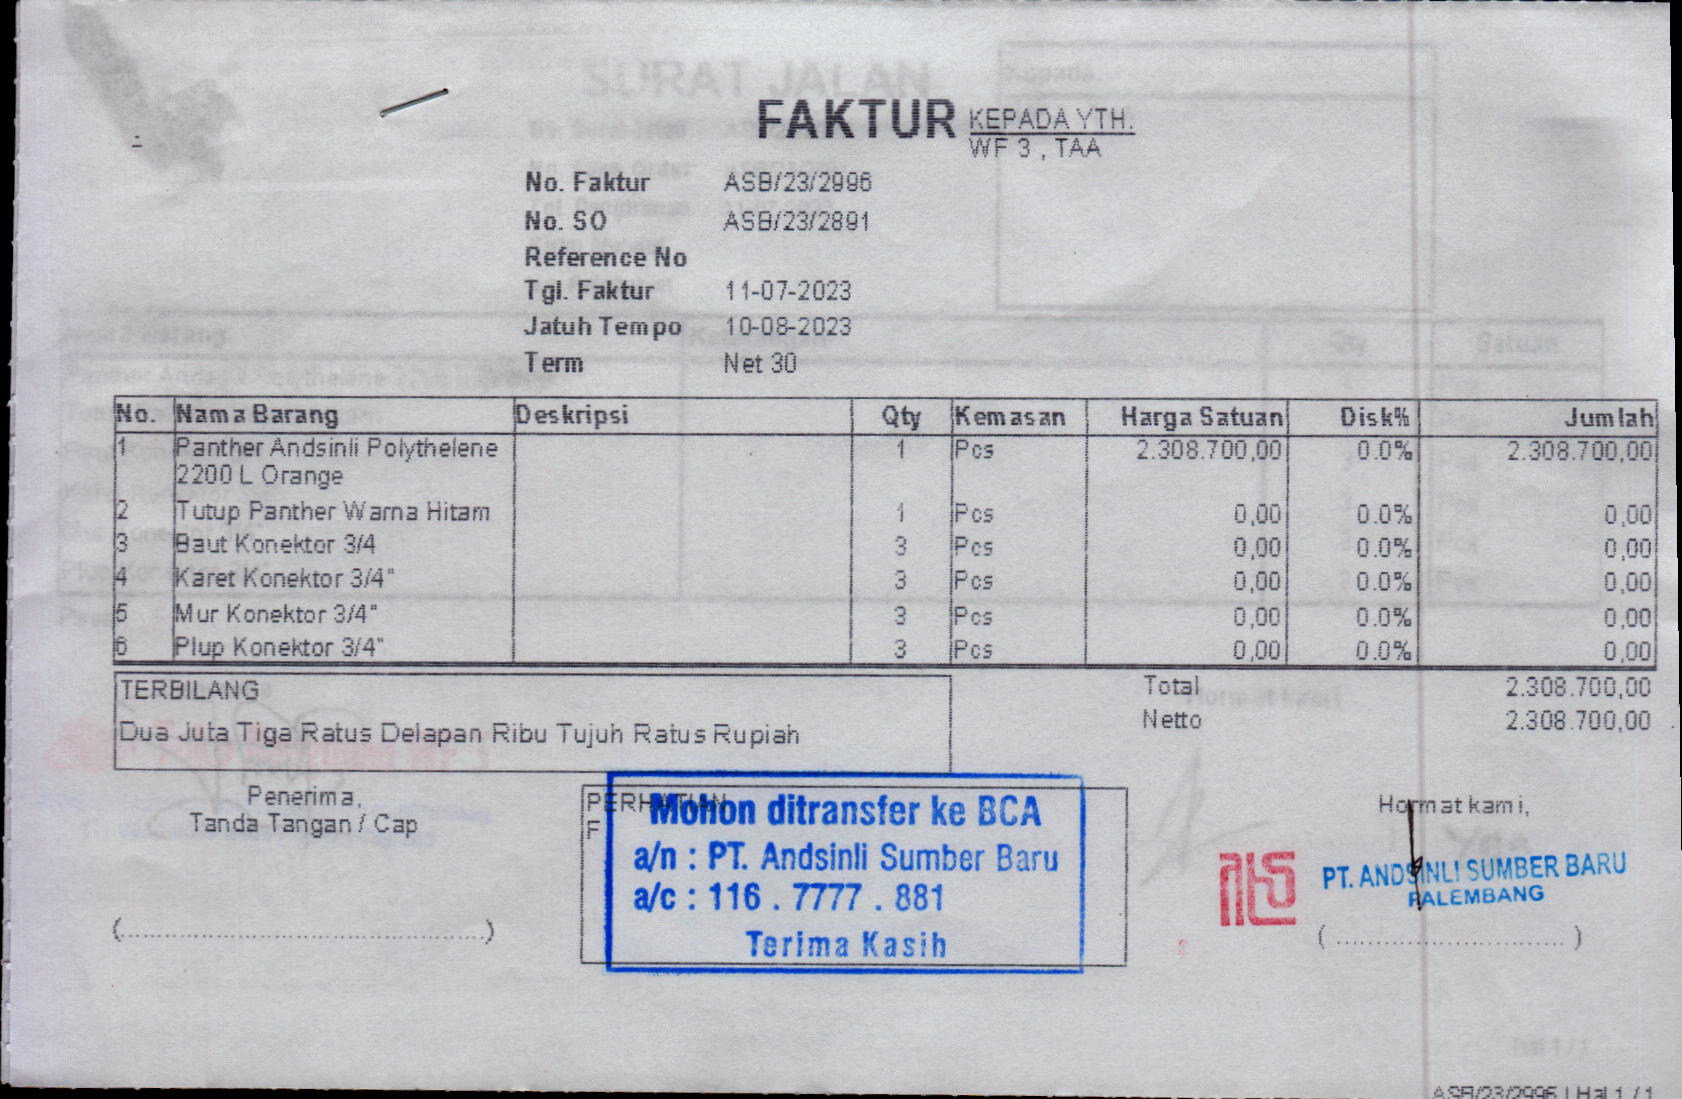 FAKTUR
KEPADA YTH.
WF 3 , TAA
No. Faktur ASB/23/2996
No. SO ASB/23/2891
Reference No
Tgl. Faktur 11-07-2023
Jatuh Tempo 10-08-2023
Term Net 30
No. Nama Barang Deskripsi Qty Kemasan Harga Satuan Disk% Jumlah
1 Panther Andsinli Polythelene 1 Pcs 2.308.700,00 0.0% 2.308.700,00
2200 L Orange
2 Tutup Panther Warna Hitam 1 Pcs 0,00 0.0% 0,00
3 Baut Konektor 3/4 3 Pcs 0,00 0.0% 0,00
4 Karet Konektor 3/4" 3 Pcs 0,00 0.0% 0,00
5 Mur Konektor 3/4" 3 Pcs 0,00 0.0% 0,00
6 Plup Konektor 3/4" 3 Pcs 0,00 0.0% 0,00
TERBILANG
Dua Juta Tiga Ratus Delapan Ribu Tujuh Ratus Rupiah
Total 2.308.700,00
Netto 2.308.700,00
Penerima,
Tanda Tangan / Cap
(................................................)
PERHATIAN
F
Mohon ditransfer ke BCA
a/n : PT. Andsinli Sumber Baru
a/c : 116 . 7777 . 881
Terima Kasih
Hormat kami,
PT. ANDSINLI SUMBER BARU
PALEMBANG
( .............................. )
ASB/23/2996 | Hal 1 / 1
SURAT JALAN
Kepada